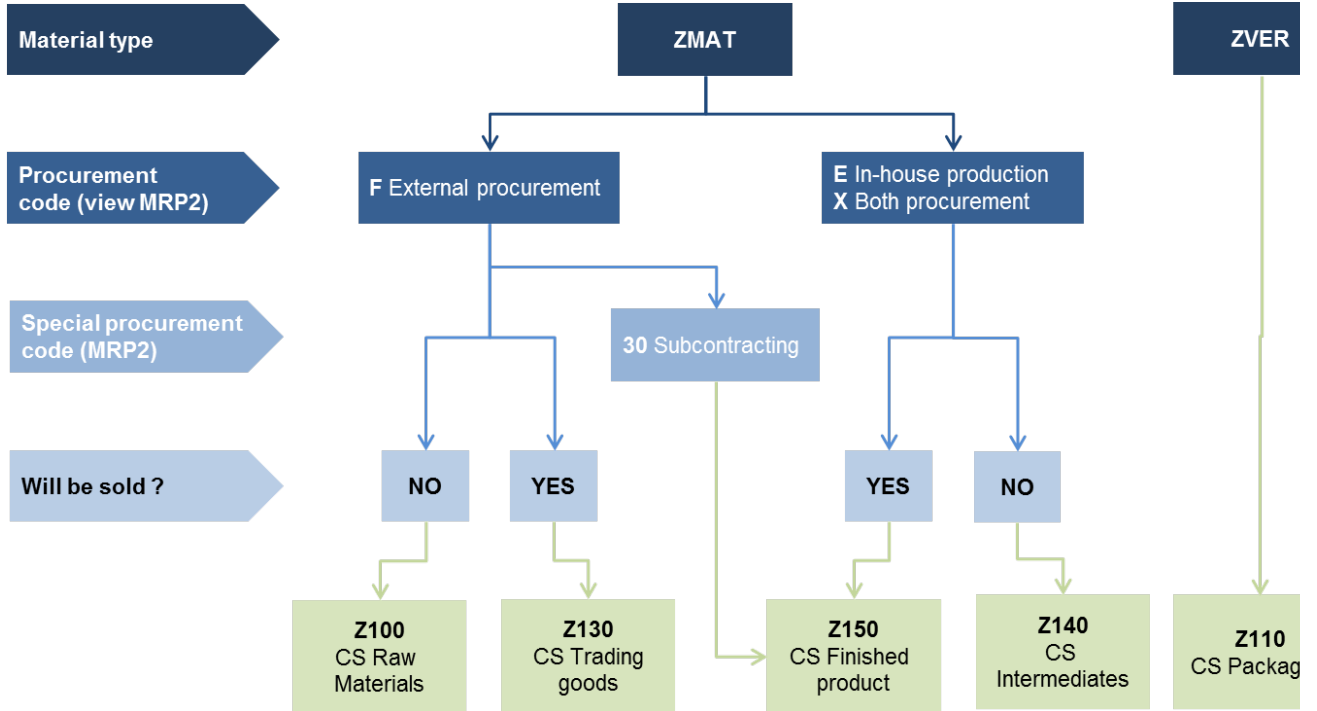 Material type
ZMAT
ZVER
Procurement
code (view MRP2)
F External procurement
E In-house production
X Both procurement
Special procurement
code (MRP2)
30 Subcontracting
Will be sold ?
NO
YES
YES
NO
Z100
CS Raw
Materials
Z130
CS Trading
goods
Z150
CS Finished
product
Z140
CS
Intermediates
Z110
CS Packag